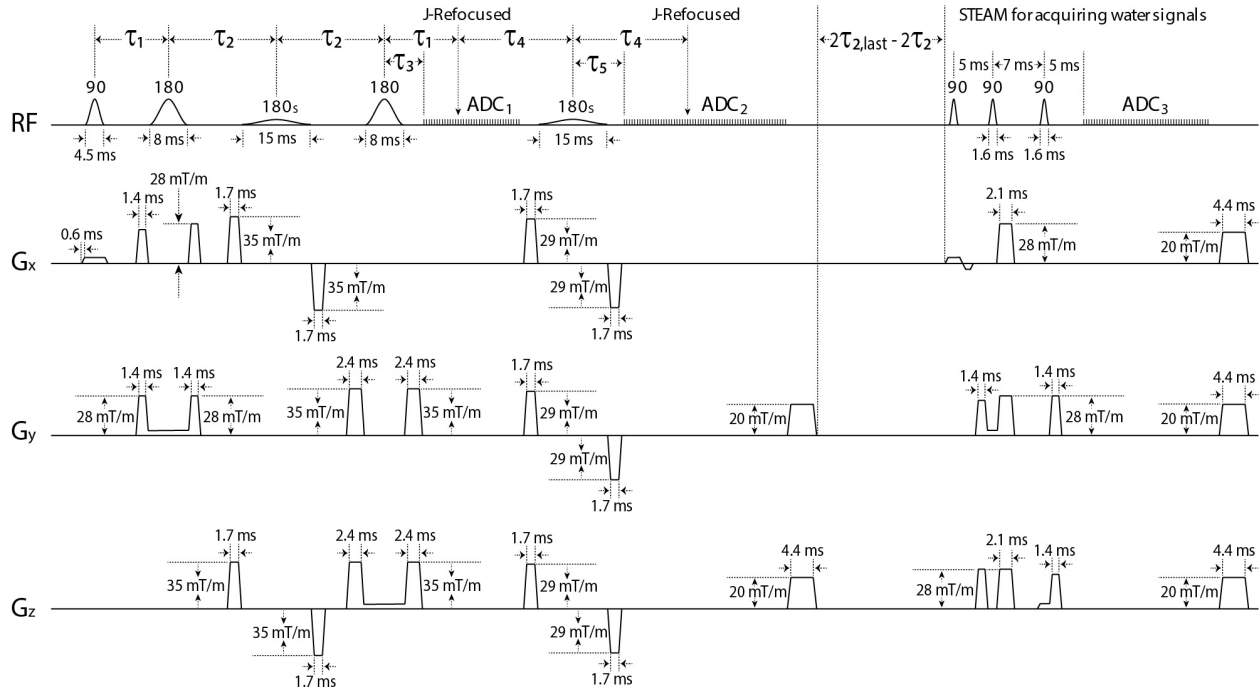 J-Refocused J-Refocused STEAM for acquiring water signals
τ1 τ2 τ2 τ1 τ4 τ4 2τ2,last - 2τ2
τ3 τ5 5 ms 7 ms 5 ms
90 180 180s 180 ADC1 180s ADC2 90 90 90 ADC3
RF
4.5 ms 8 ms 15 ms 8 ms 15 ms 1.6 ms 1.6 ms
28 mT/m
1.4 ms 1.7 ms 1.7 ms 2.1 ms 4.4 ms
0.6 ms 35 mT/m 29 mT/m 28 mT/m 20 mT/m
Gx
35 mT/m 29 mT/m
1.7 ms 1.7 ms
1.4 ms 1.4 ms 2.4 ms 2.4 ms 1.7 ms 1.4 ms 1.4 ms 4.4 ms
28 mT/m 28 mT/m 35 mT/m 35 mT/m 29 mT/m 20 mT/m 28 mT/m 20 mT/m
Gy
29 mT/m
1.7 ms
1.7 ms 2.4 ms 2.4 ms 1.7 ms 4.4 ms 2.1 ms 1.4 ms 4.4 ms
35 mT/m 35 mT/m 29 mT/m 20 mT/m 28 mT/m 20 mT/m
Gz
35 mT/m 29 mT/m
1.7 ms 1.7 ms